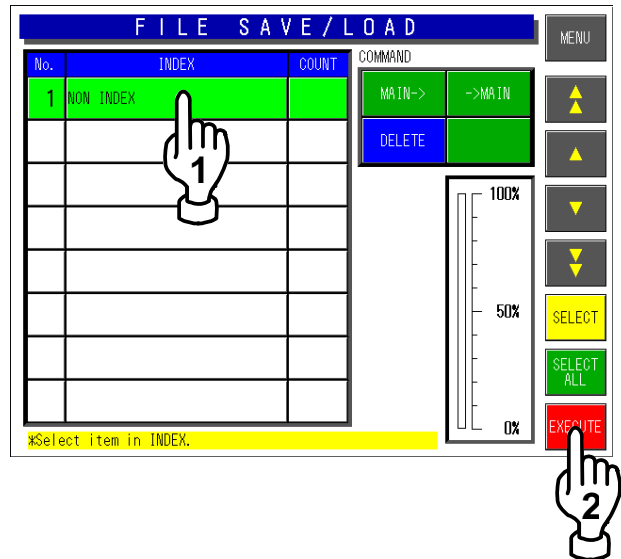 FILE SAVE/LOAD
MENU
No. INDEX COUNT
COMMAND
1 NON INDEX
MAIN-> ->MAIN
DELETE
1
100%
50%
0%
SELECT
SELECT
ALL
EXECUTE
*Select item in INDEX.
2